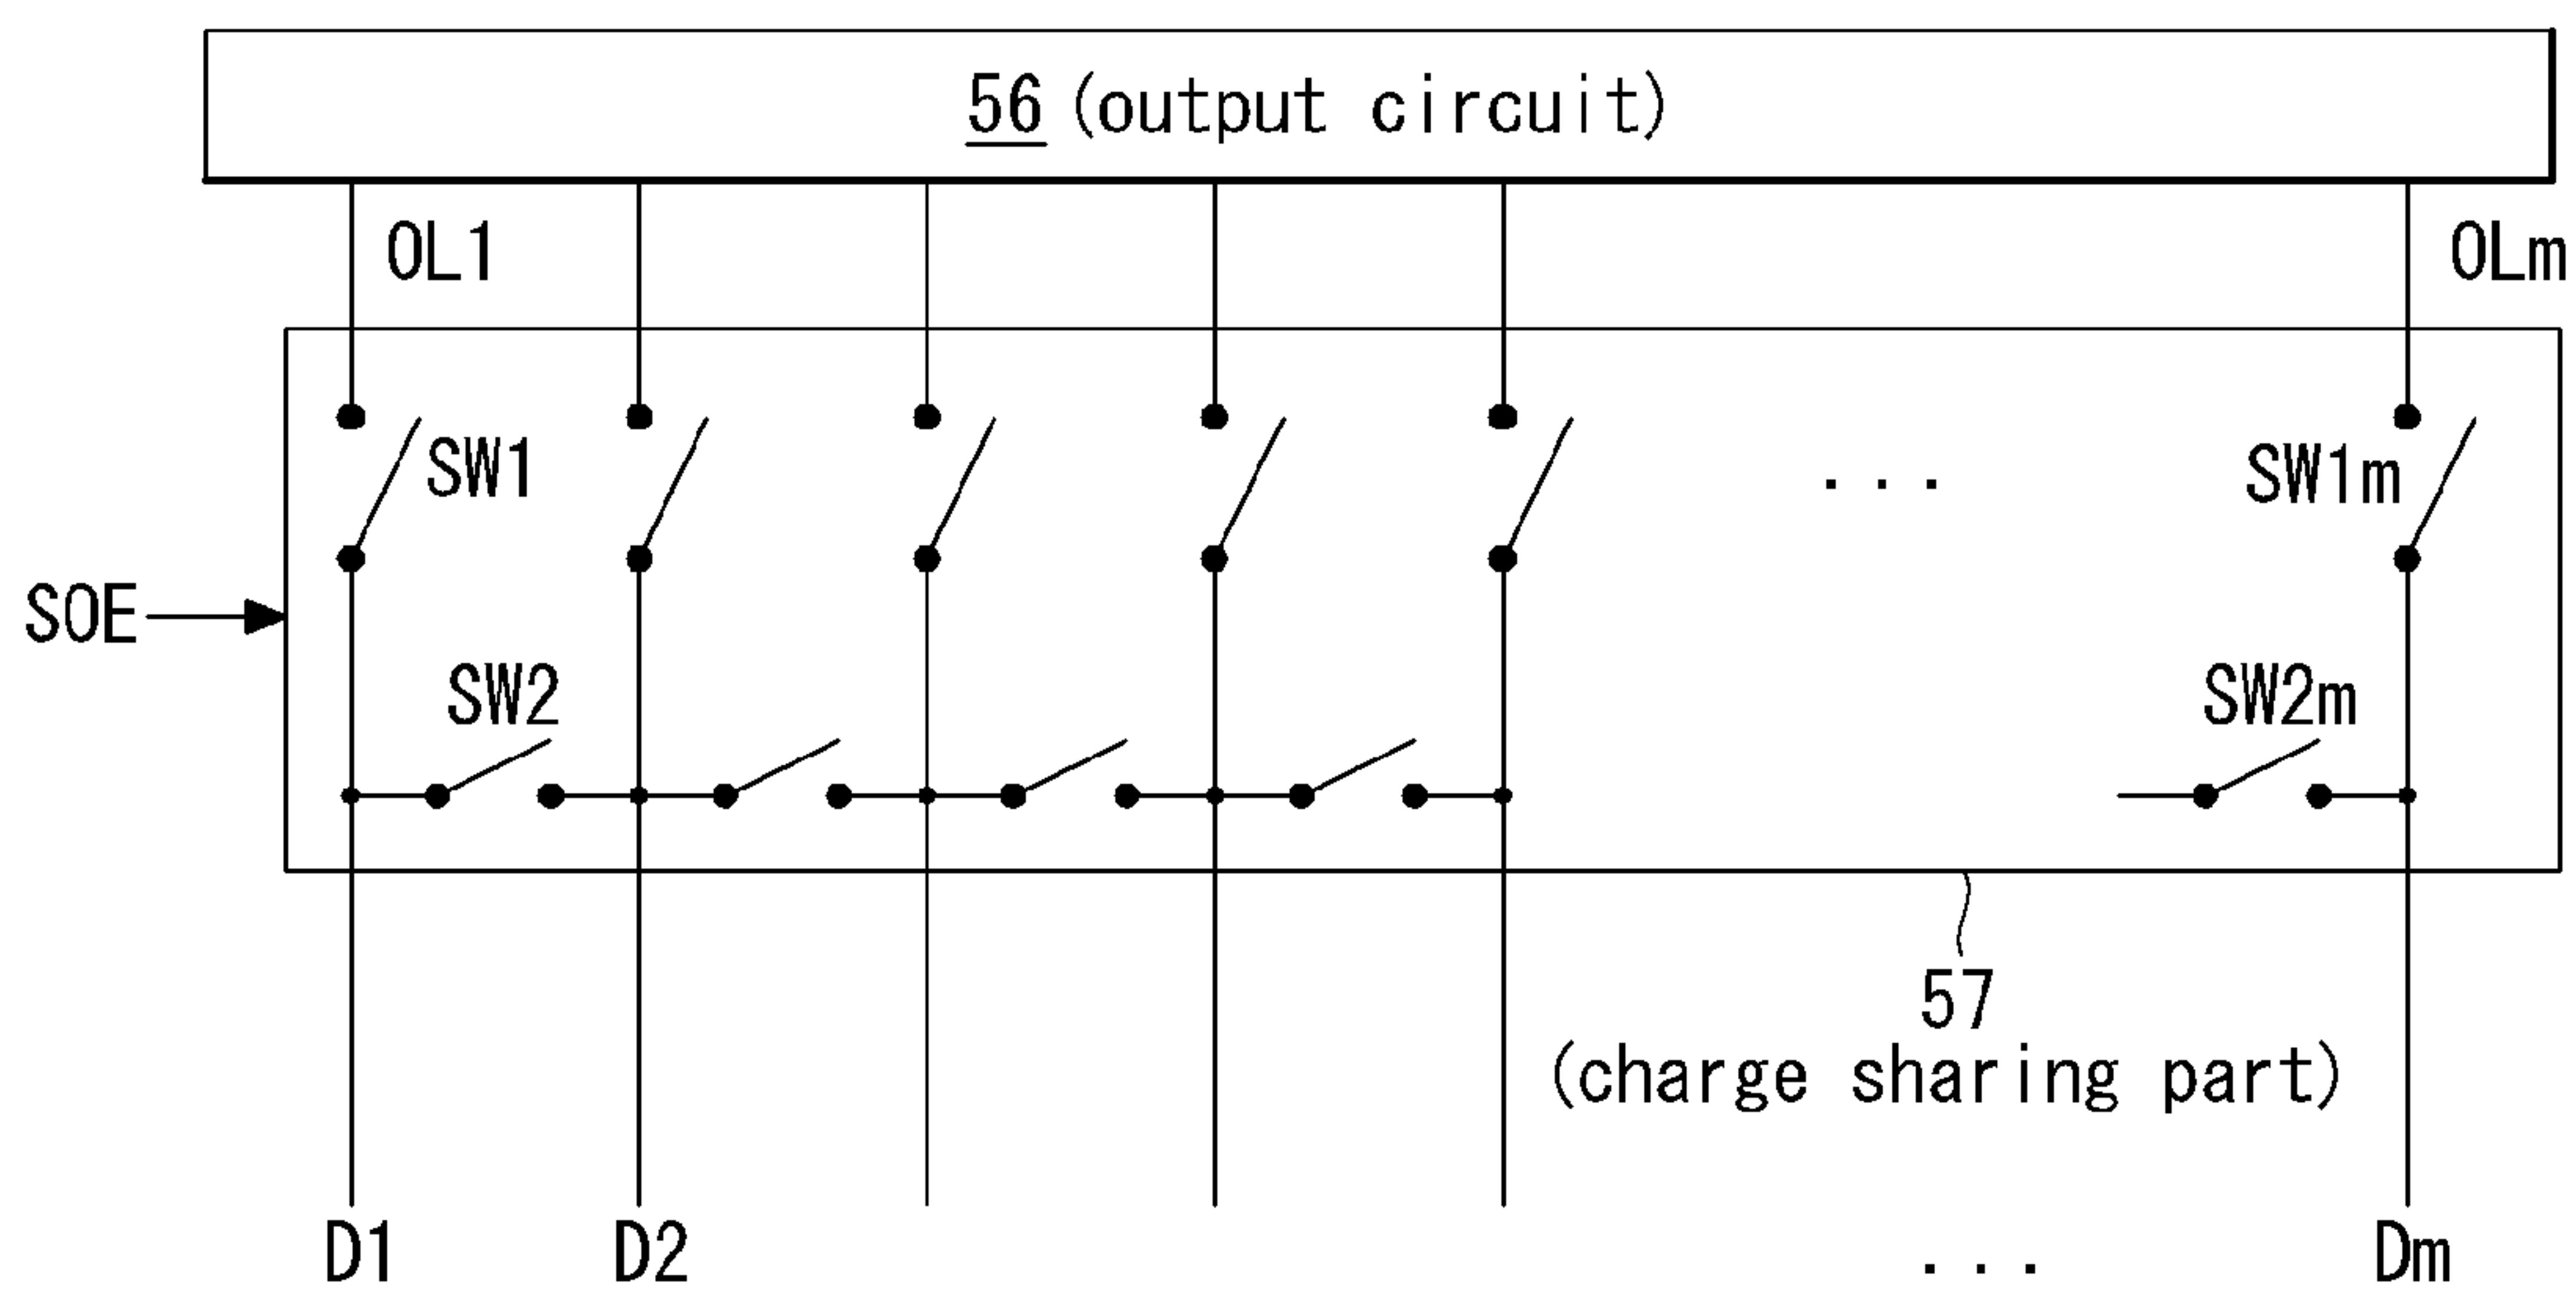 56 (output circuit)
OL1
OLm
SW1
. . .
SW1m
SOE
SW2
SW2m
57
(charge sharing part)
D1
D2
. . .
Dm